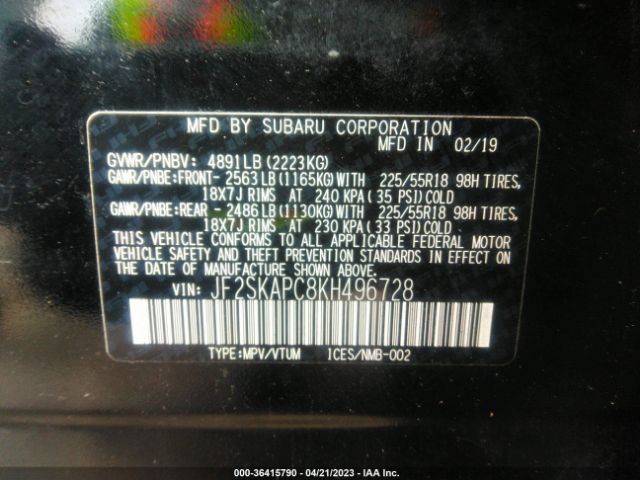 MFD BY SUBARU CORPORATION
MFD IN 02/19
GVWR/PNBV: 4891LB(2223KG)
GAWR/PNBE:FRONT- 2563LB(1165KG)WITH 225/55R18 98H TIRES,
18X7J RIMS AT 240 KPA(35 PSI)COLD
GAWR/PNBE:REAR - 2486LB(1130KG)WITH 225/55R18 98H TIRES,
18X7J RIMS AT 230 KPA(33 PSI)COLD
THIS VEHICLE CONFORMS TO ALL APPLICABLE FEDERAL MOTOR
VEHICLE SAFETY AND THEFT PREVENTION STANDARDS IN EFFECT
ON THE DATE OF MANUFACTURE SHOWN ABOVE.
VIN: JF2SKAPC8KH496728
TYPE:MPV/VTUM ICES/NMB-002
000-36415790 - 04/21/2023 - IAA Inc.